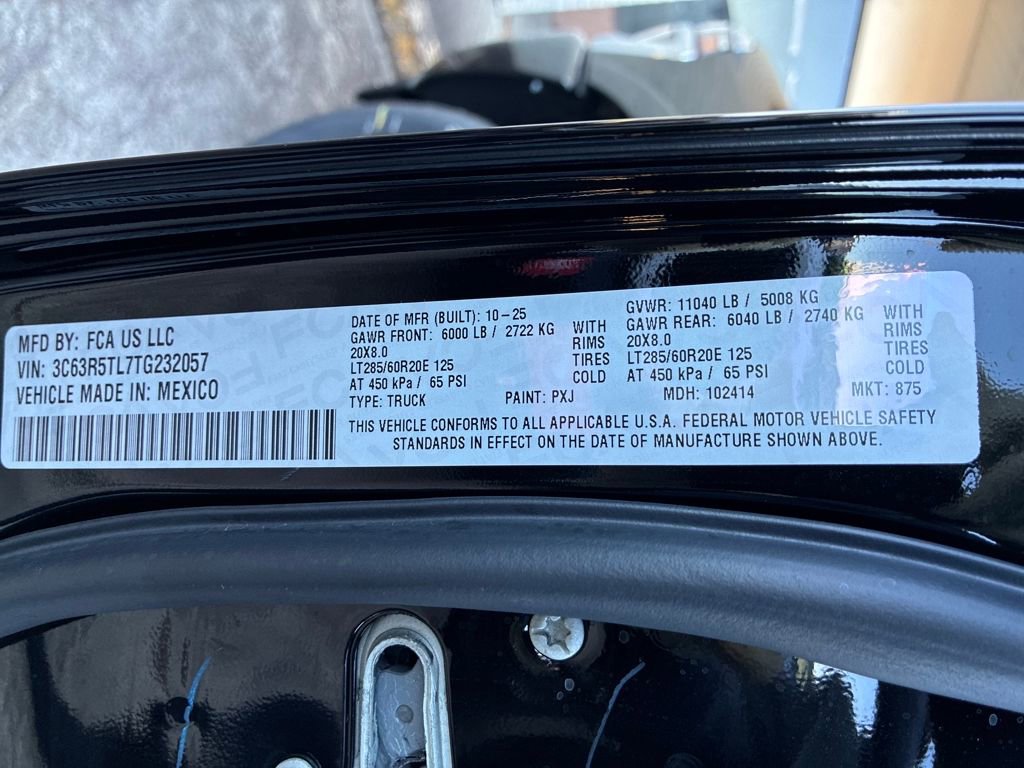 MFD BY: FCA US LLC
VIN: 3C63R5TL7TG232057
VEHICLE MADE IN: MEXICO
DATE OF MFR (BUILT): 10-25
GAWR FRONT: 6000 LB / 2722 KG
20X8.0
LT285/60R20E 125
AT 450 kPa / 65 PSI
WITH
RIMS
TIRES
COLD
TYPE: TRUCK PAINT: PXJ
GVWR: 11040 LB / 5008 KG
GAWR REAR: 6040 LB / 2740 KG
20X8.0
LT285/60R20E 125
AT 450 kPa / 65 PSI
WITH
RIMS
TIRES
COLD
MDH: 102414 MKT: 875
THIS VEHICLE CONFORMS TO ALL APPLICABLE U.S.A. FEDERAL MOTOR VEHICLE SAFETY
STANDARDS IN EFFECT ON THE DATE OF MANUFACTURE SHOWN ABOVE.